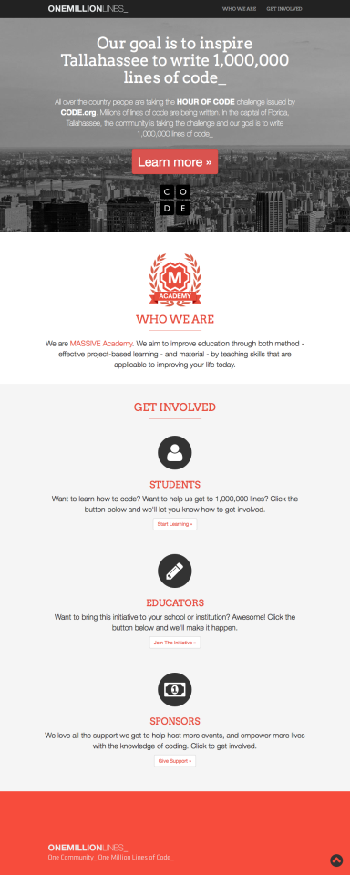 ONEMILLIONLINES_
WHO WE ARE
GET INVOLVED
Our goal is to inspire
Tallahassee to write 1,000,000
lines of code_
All over the country people are taking the HOUR OF CODE challenge issued by
CODE.org. Millions of lines of code are being written. In the capital of Florida,
Tallahassee, the community is taking the challenge and our goal is to write
1,000,000 lines of code_
Learn more »
C O
D E
M
ACADEMY
WHO WE ARE
We are MASSIVE Academy. We aim to improve education through both method -
effective project-based learning - and material - by teaching skills that are
applicable to improving your life today.
GET INVOLVED
STUDENTS
Want to learn how to code? Want to help us get to 1,000,000 lines? Click the
button below and we'll let you know how to get involved.
Start Learning »
EDUCATORS
Want to bring this initiative to your school or institution? Awesome! Click the
button below and we'll make it happen.
Join The Initiative »
1
SPONSORS
We love all the support we get to help host more events, and empower more lives
with the knowledge of coding. Click to get involved.
Give Support »
ONEMILLIONLINES_
One Community. One Million Lines of Code